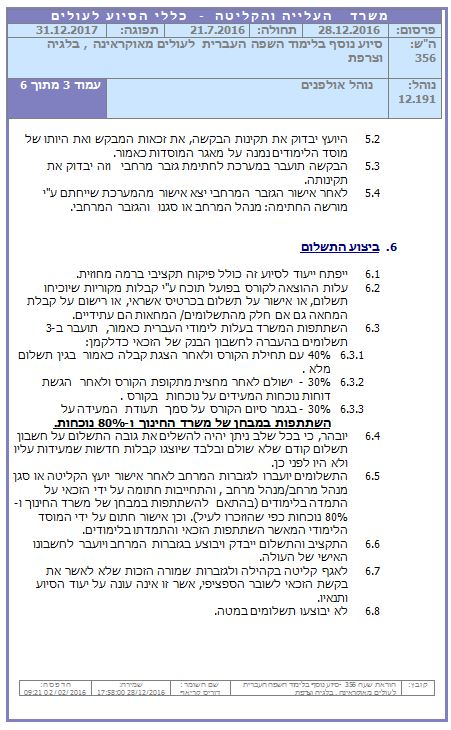 משרד העלייה והקליטה - כללי הסיוע לעולים
פרסום: 28.12.2016 תחולה: 21.7.2016 תפוגה: 31.12.2017
ה"ש: סיוע נוסף בלימוד השפה העברית לעולים מאוקראינה , בלגיה
356 וצרפת
נוהל: נוהל אולפנים עמוד 3 מתוך 6
12.191
5.2 היועץ יבדוק את תקינות הבקשה, את זכאות המבקש ואת היותו של
מוסד הלימודים נמנה על מאגר המוסדות כאמור.
5.3 הבקשה תועבר במערכת לחתימת גזבר מרחבי וזה יבדוק את
תקינותה.
5.4 לאחר אישור הגזבר המרחבי יצא אישור מהמערכת שייחתם ע"י
מורשה החתימה: מנהל המרחב או סגנו והגזבר המרחבי.
6. ביצוע התשלום
6.1 ייפתח ייעוד לסיוע זה כולל פיקוח תקציבי ברמה מחוזית.
6.2 עלות ההוצאה לקורס בפועל תוכח ע"י קבלות מקוריות שיוכיחו
תשלום, או אישור על תשלום בכרטיס אשראי, או רישום על קבלת
המחאה גם אם חלק מהתשלומים/ המחאות הם עתידיים.
6.3 השתתפות המשרד בעלות לימודי העברית כאמור, תועבר ב-3
תשלומים בהעברה לחשבון הבנק של הזכאי כדלקמן:
6.3.1 40% עם תחילת הקורס ולאחר הצגת קבלה כאמור בגין תשלום
מלא .
6.3.2 30% - ישולם לאחר מחצית מתקופת הקורס ולאחר הגשת
דוחות נוכחות המעידים על נוכחות בקורס .
6.3.3 30% - בגמר סיום הקורס על סמך תעודת המעידה על
השתתפות במבחן של משרד החינוך ו-80% נוכחות.
6.4 יובהר, כי בכל שלב ניתן יהיה להשלים את גובה התשלום על חשבון
תשלום קודם שלא שולם ובלבד שיוצגו קבלות חדשות שמעידות עליו
ולא היו לפני כן.
6.5 התשלומים יועברו לגזברות המרחב לאחר אישור יועץ הקליטה או סגן
מנהל מרחב/מנהל מרחב , והתחייבות חתומה על ידי הזכאי על
התמדה בלימודים (בהתאם להשתתפות במבחן של משרד החינוך ו-
80% נוכחות כפי שהוזכרו לעיל). וכן אישור חתום על ידי המוסד
הלימודי המאשר השתתפות הזכאי והתמדתו בלימודים.
6.6 התקציב והתשלום ייבדק ויבוצע בגזברות המרחב ויועבר לחשבונו
האישי של העולה.
6.7 לאגף קליטה בקהילה ולגזברות שמורה הזכות שלא לאשר את
בקשת הזכאי לשובר הספציפי, אשר זו אינה עונה על יעוד הסיוע
ותנאיו.
6.8 לא יבוצעו תשלומים במטה.
קובץ: הוראת שעה 356 -סיוע נוסף בלימוד השפה העברית שם השומר: שמירה: הדפסה:
לעולים מאוקראינה , בלגיה וצרפת דוריס קריאף 28/12/2016 17:58:00 02/02/2016 09:21